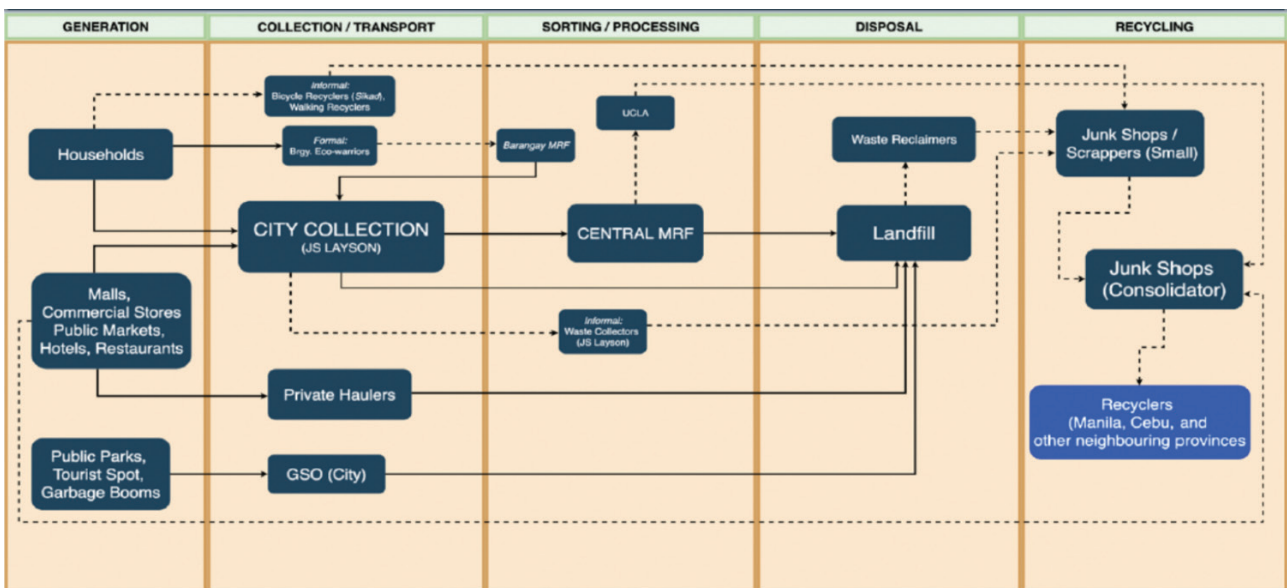 GENERATION
COLLECTION / TRANSPORT
SORTING / PROCESSING
DISPOSAL
RECYCLING
Informal:
Bicycle Recyclers (Sikad),
Walking Recyclers
UCLA
Households
Formal:
Brgy. Eco-warriors
Barangay MRF
Waste Reclaimers
Junk Shops /
Scrappers (Small)
CITY COLLECTION
(JS LAYSON)
CENTRAL MRF
Landfill
Junk Shops
(Consolidator)
Malls,
Commercial Stores
Public Markets,
Hotels, Restaurants
Informal:
Waste Collectors
(JS Layson)
Private Haulers
Recyclers
(Manila, Cebu, and
other neighbouring provinces
Public Parks,
Tourist Spot,
Garbage Booms
GSO (City)